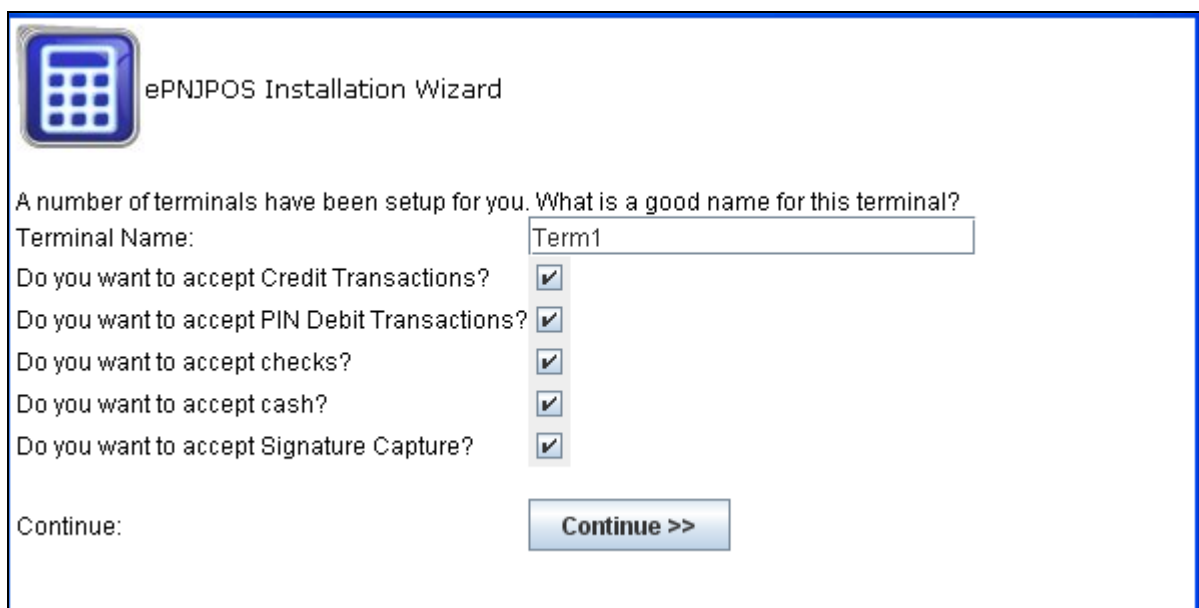 ePNJPOS Installation Wizard
A number of terminals have been setup for you. What is a good name for this terminal?
Terminal Name: Term1
Do you want to accept Credit Transactions?
Do you want to accept PIN Debit Transactions?
Do you want to accept checks?
Do you want to accept cash?
Do you want to accept Signature Capture?
Continue: Continue >>